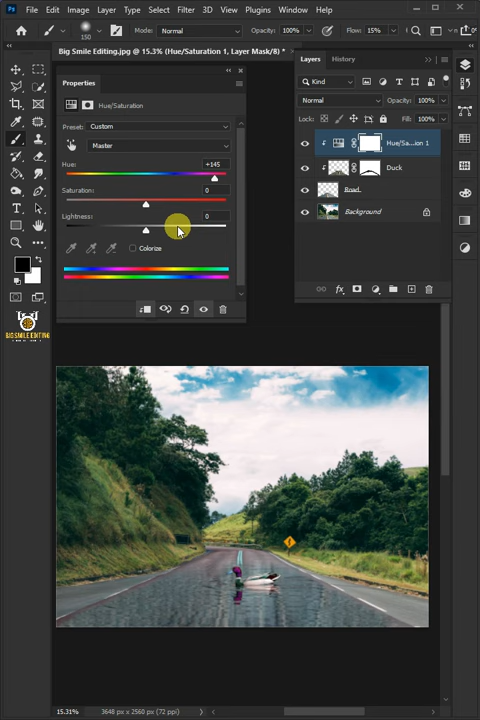 Ps
File Edit Image Layer Type Select Filter 3D View Plugins Window Help
150
Mode: Normal Opacity: 100% Flow: 15%
Big Smile Editing.jpg @ 15.3% (Hue/Saturation 1, Layer Mask/8) *
Properties
Hue/Saturation
Preset: Custom
Master
Hue: +145
Saturation: 0
Lightness: 0
Colorize
Layers History
Kind
Normal Opacity: 100%
Lock: Fill: 100%
Hue/Sa...ion 1
Duck
Road
Background
fx
BIG SMILE EDITING
15.31% 3648 px x 2560 px (72 ppi)